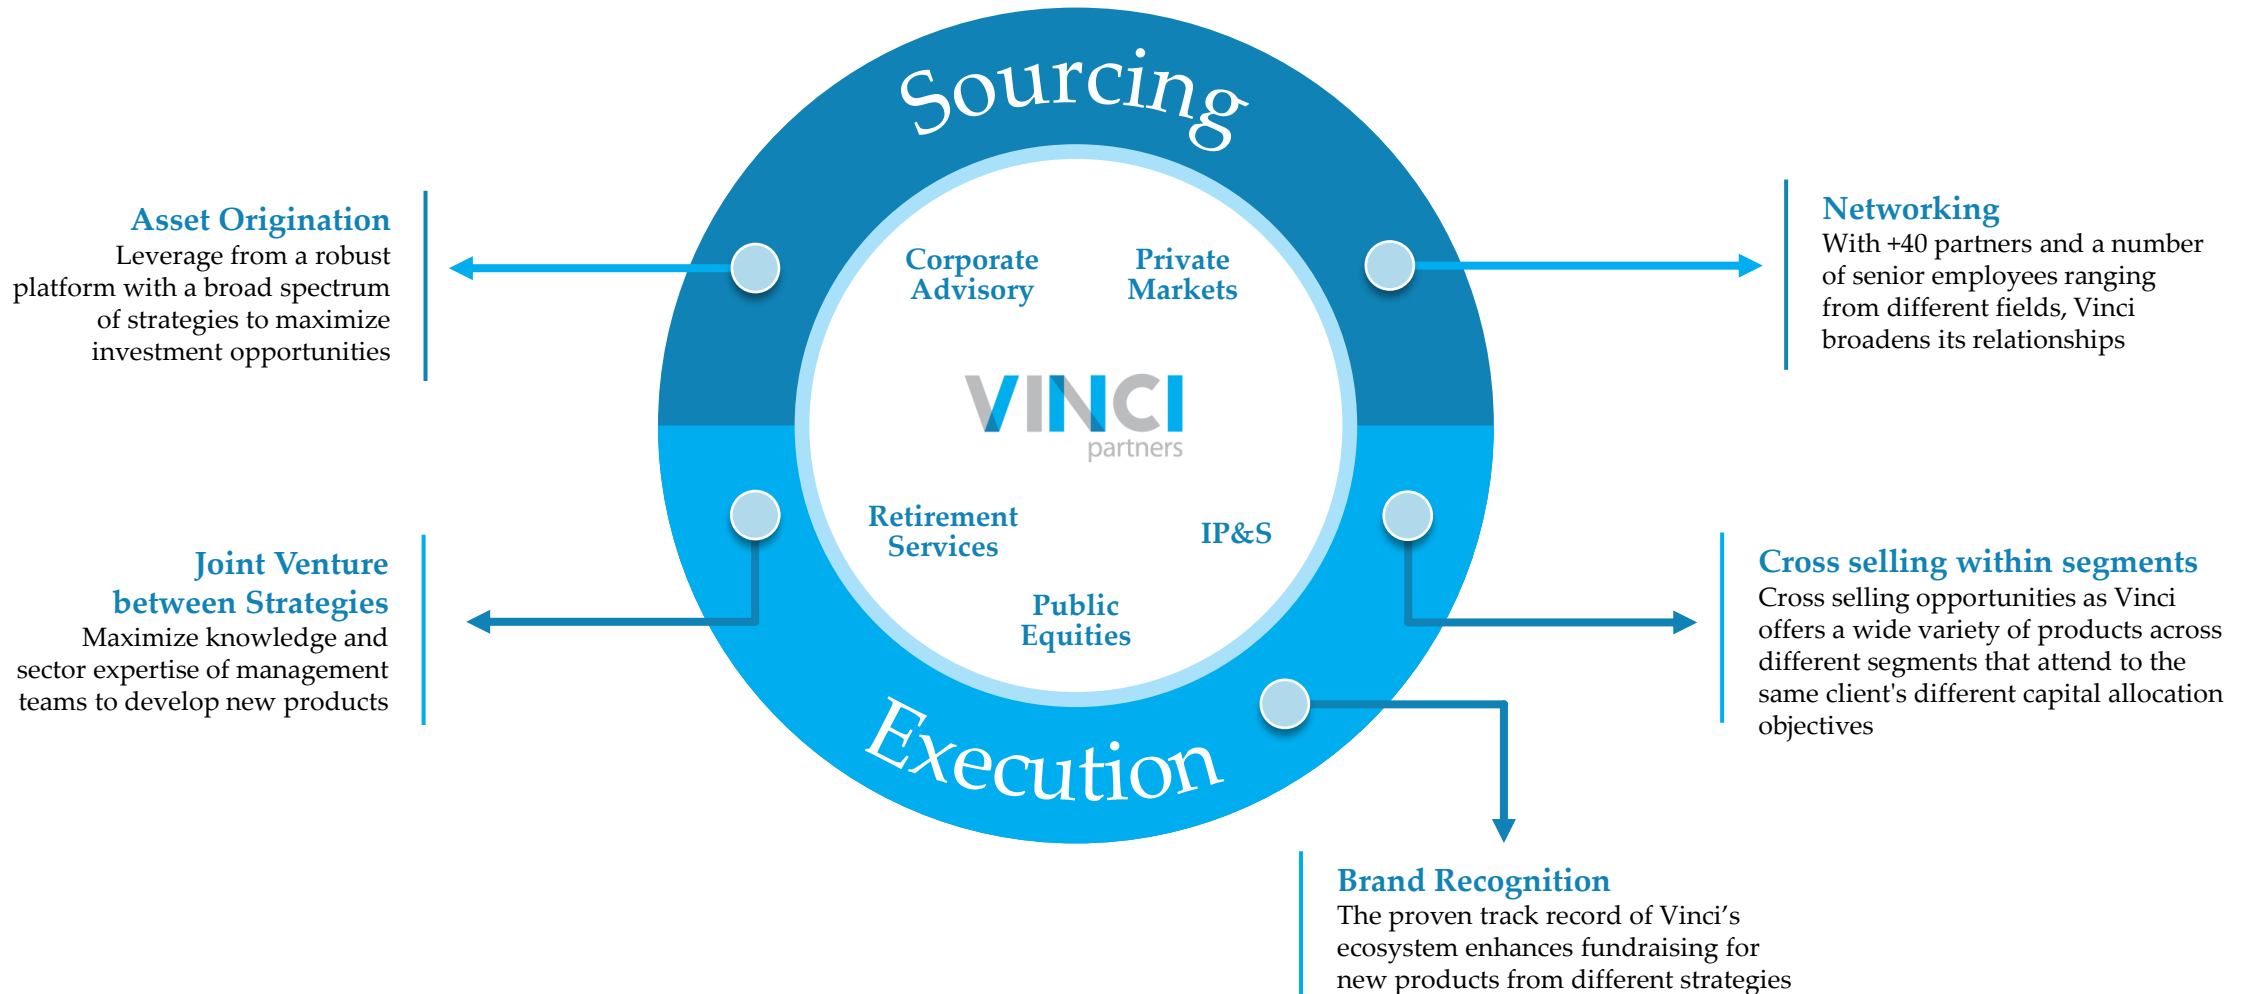 Sourcing
Asset Origination
Leverage from a robust
platform with a broad spectrum
of strategies to maximize
investment opportunities
Networking
With +40 partners and a number
of senior employees ranging
from different fields, Vinci
broadens its relationships
Corporate
Advisory
Private
Markets
VINCI
partners
Retirement
Services
IP&S
Public
Equities
Joint Venture
between Strategies
Maximize knowledge and
sector expertise of management
teams to develop new products
Cross selling within segments
Cross selling opportunities as Vinci
offers a wide variety of products across
different segments that attend to the
same client's different capital allocation
objectives
Execution
Brand Recognition
The proven track record of Vinci’s
ecosystem enhances fundraising for
new products from different strategies